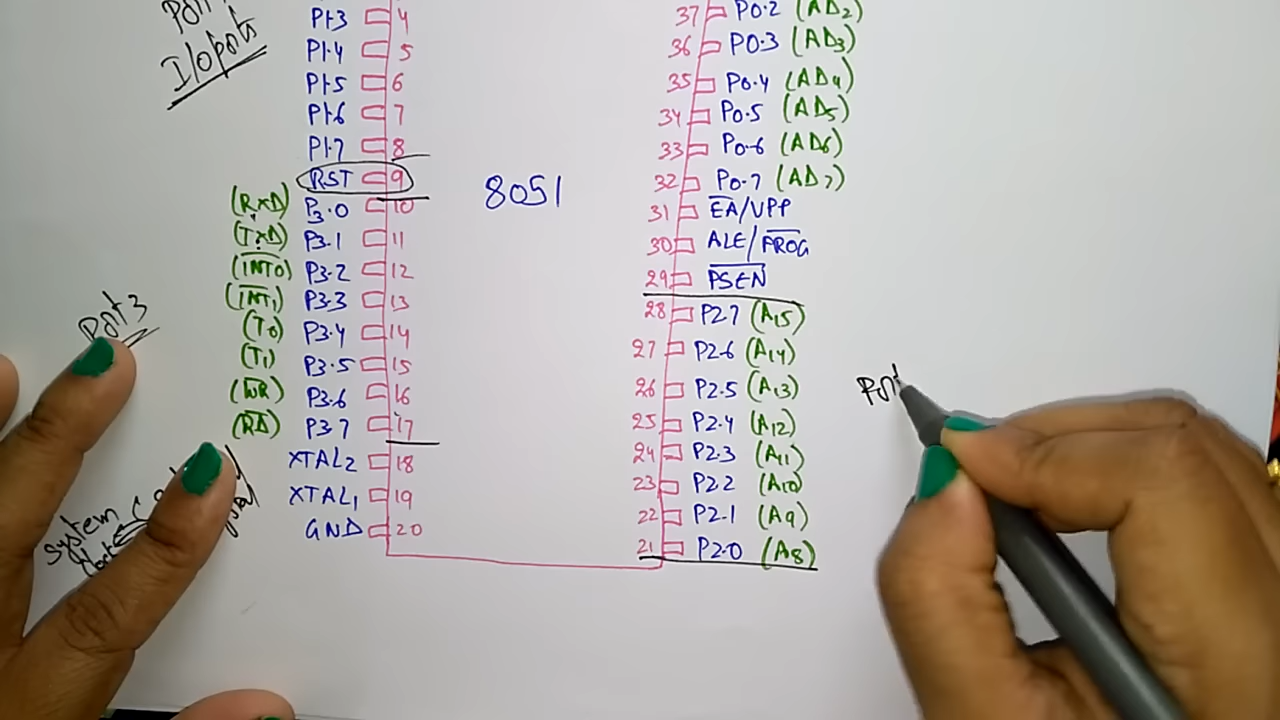 I/O ports
P1.3 4
P1.4 5
P1.5 6
P1.6 7
P1.7 8
RST 9
(RxD) P3.0 10
(TxD) P3.1 11
(INT0) P3.2 12
(INT1) P3.3 13
(T0) P3.4 14
(T1) P3.5 15
(WR) P3.6 16
(RD) P3.7 17
XTAL2 18
XTAL1 19
GND 20
Port 3
System
8051
37 P0.2 (AD2)
36 P0.3 (AD3)
35 P0.4 (AD4)
34 P0.5 (AD5)
33 P0.6 (AD6)
32 P0.7 (AD7)
31 EA/VPP
30 ALE/PROG
29 PSEN
28 P2.7 (A15)
27 P2.6 (A14)
26 P2.5 (A13)
25 P2.4 (A12)
24 P2.3 (A11)
23 P2.2 (A10)
22 P2.1 (A9)
21 P2.0 (A8)
Port